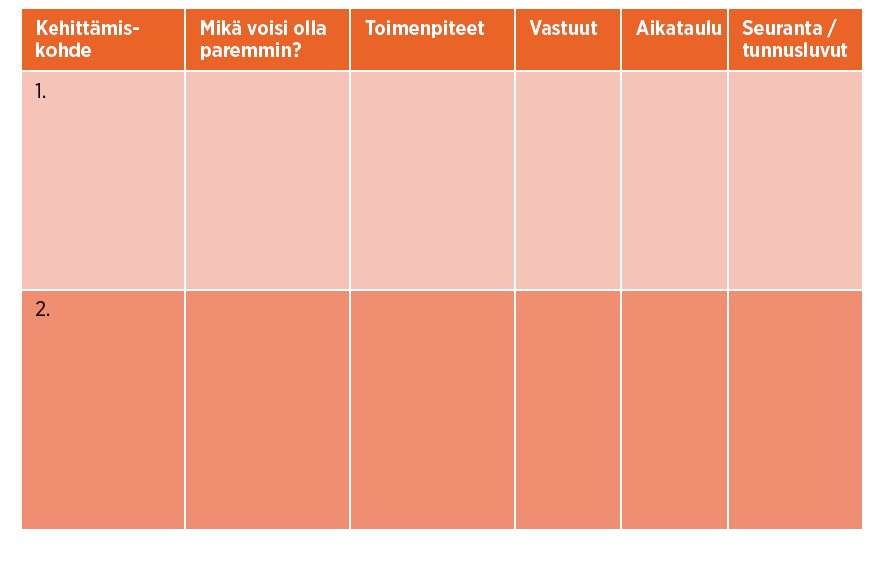 Kehittämis-
kohde
Mikä voisi olla
paremmin?
Toimenpiteet
Vastuut
Aikataulu
Seuranta /
tunnusluvut
1.
2.